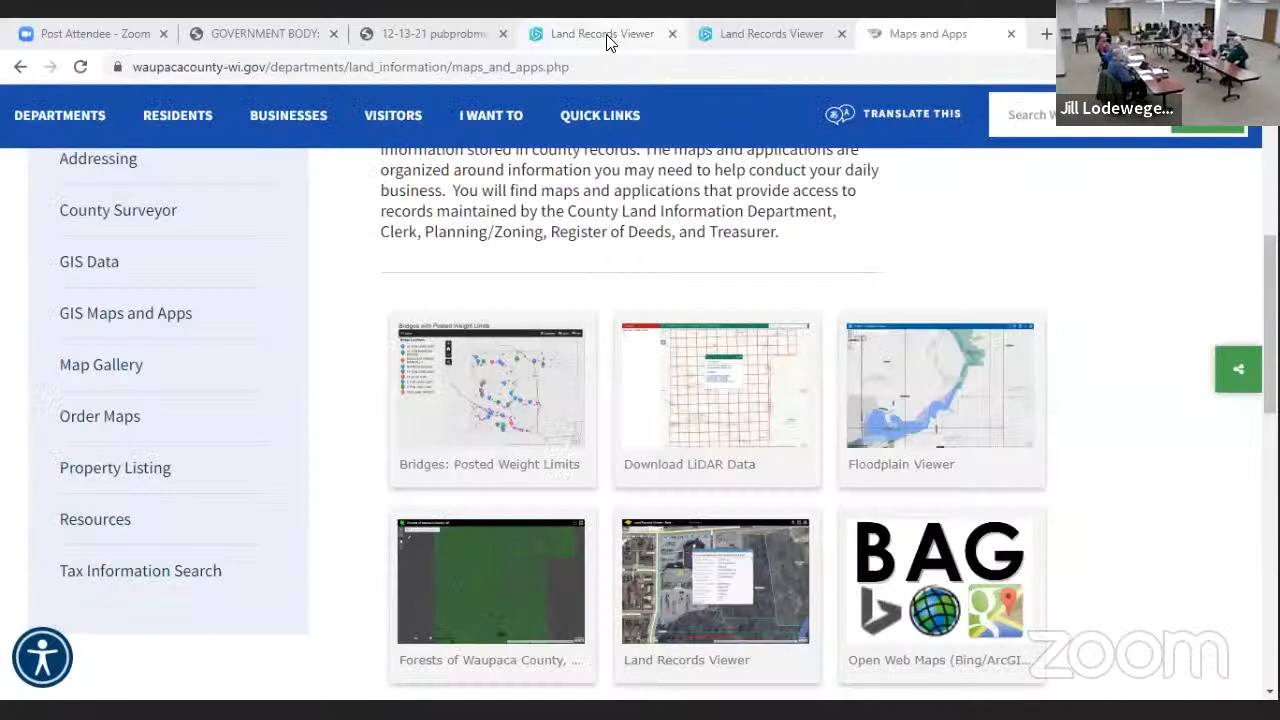 Post Attendee - Zoom
GOVERNMENT BODY:
12-13-21 pubprobm
Land Records Viewer
Land Records Viewer
Maps and Apps
waupacacounty-wi.gov/departments/land_information/maps_and_apps.php
Jill Lodewege...
DEPARTMENTS
RESIDENTS
BUSINESSES
VISITORS
I WANT TO
QUICK LINKS
TRANSLATE THIS
Search W
Addressing
County Surveyor
GIS Data
GIS Maps and Apps
Map Gallery
Order Maps
Property Listing
Resources
Tax Information Search
information stored in county records. The maps and applications are
organized around information you may need to help conduct your daily
business. You will find maps and applications that provide access to
records maintained by the County Land Information Department,
Clerk, Planning/Zoning, Register of Deeds, and Treasurer.
Bridges with Posted Weight Limits
Bridges: Posted Weight Limits
Download LiDAR Data
Floodplain Viewer
BAG
Forests of Waupaca County, ...
Land Records Viewer
Open Web Maps (Bing/ArcGI...
zoom